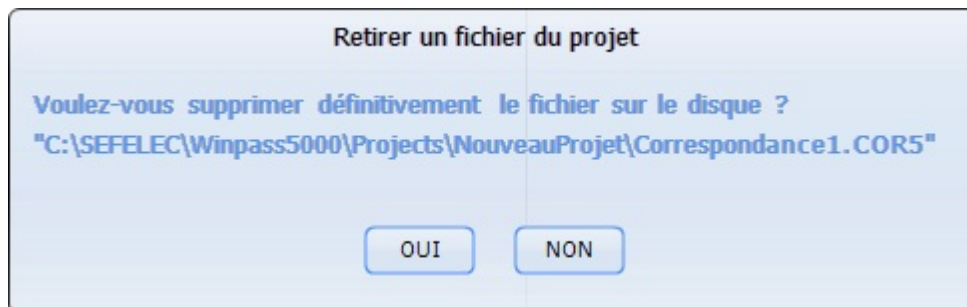 Retirer un fichier du projet
Voulez-vous supprimer définitivement le fichier sur le disque ?
"C:\SEFELEC\Winpass5000\Projects\NouveauProjet\Correspondance1.COR5"
OUI NON